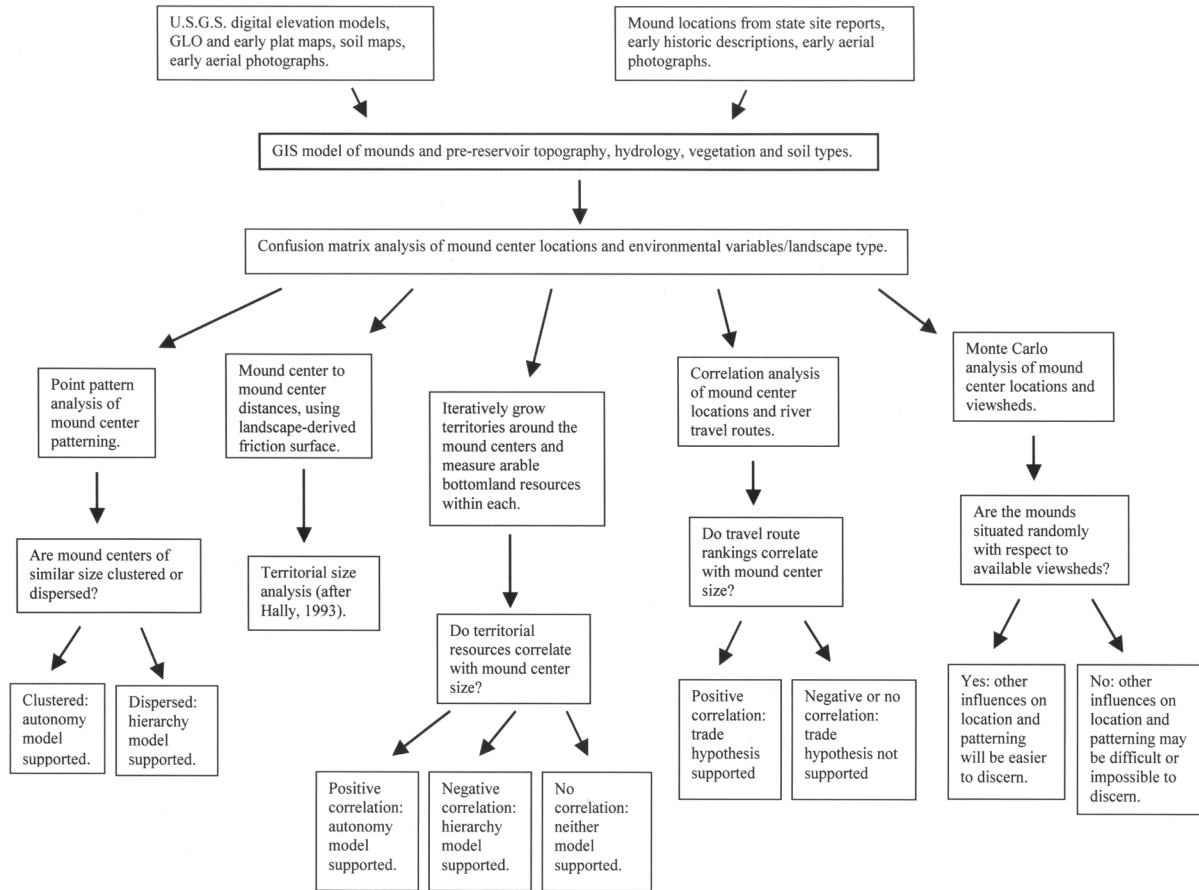 U.S.G.S. digital elevation models,
GLO and early plat maps, soil maps,
early aerial photographs.
Mound locations from state site reports,
early historic descriptions, early aerial
photographs.
GIS model of mounds and pre-reservoir topography, hydrology, vegetation and soil types.
Confusion matrix analysis of mound center locations and environmental variables/landscape type.
Point pattern
analysis of
mound center
patterning.
Mound center to
mound center
distances, using
landscape-derived
friction surface.
Iteratively grow
territories around the
mound centers and
measure arable
bottomland resources
within each.
Correlation analysis
of mound center
locations and river
travel routes.
Monte Carlo
analysis of mound
center locations and
viewsheds.
Are mound centers of
similar size clustered or
dispersed?
Territorial size
analysis (after
Hally, 1993).
Do territorial
resources correlate
with mound center
size?
Do travel route
rankings correlate
with mound center
size?
Are the mounds
situated randomly
with respect to
available viewsheds?
Clustered:
autonomy
model
supported.
Dispersed:
hierarchy
model
supported.
Positive
correlation:
autonomy
model
supported.
Negative
correlation:
hierarchy
model
supported.
No
correlation:
neither
model
supported.
Positive
correlation:
trade
hypothesis
supported
Negative or no
correlation:
trade
hypothesis not
supported
Yes: other
influences on
location and
patterning
will be easier
to discern.
No: other
influences on
location and
patterning may
be difficult or
impossible to
discern.